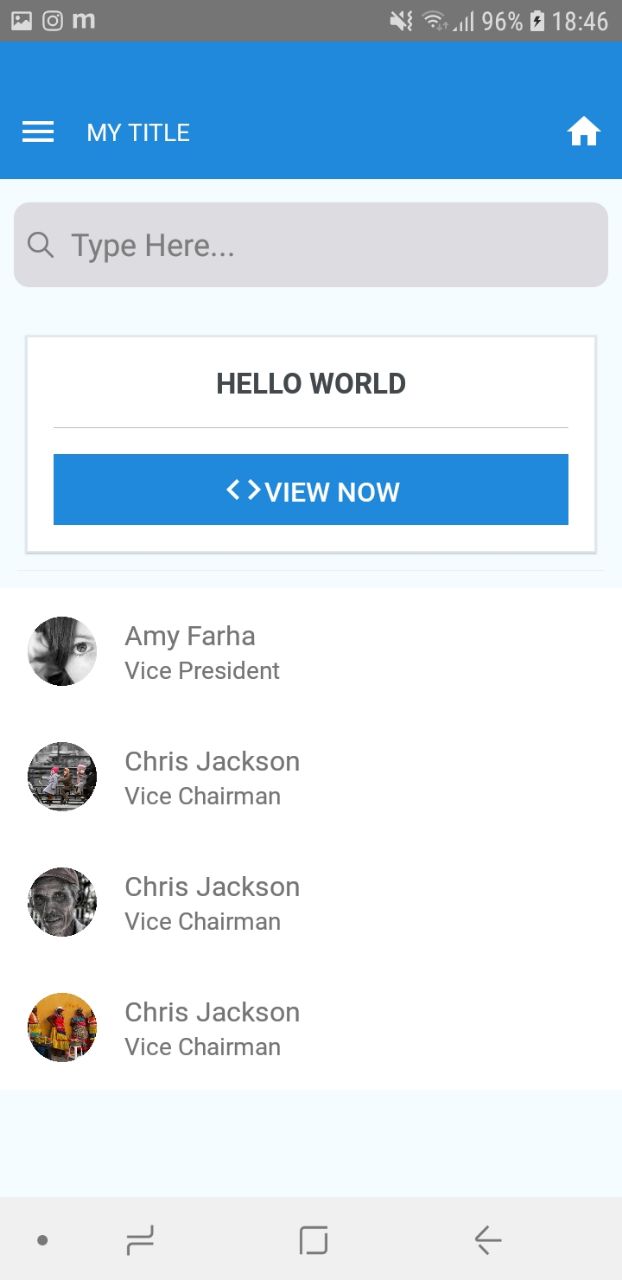 m 96% 18:46
MY TITLE
Type Here...
HELLO WORLD
VIEW NOW
Amy Farha
Vice President
Chris Jackson
Vice Chairman
Chris Jackson
Vice Chairman
Chris Jackson
Vice Chairman